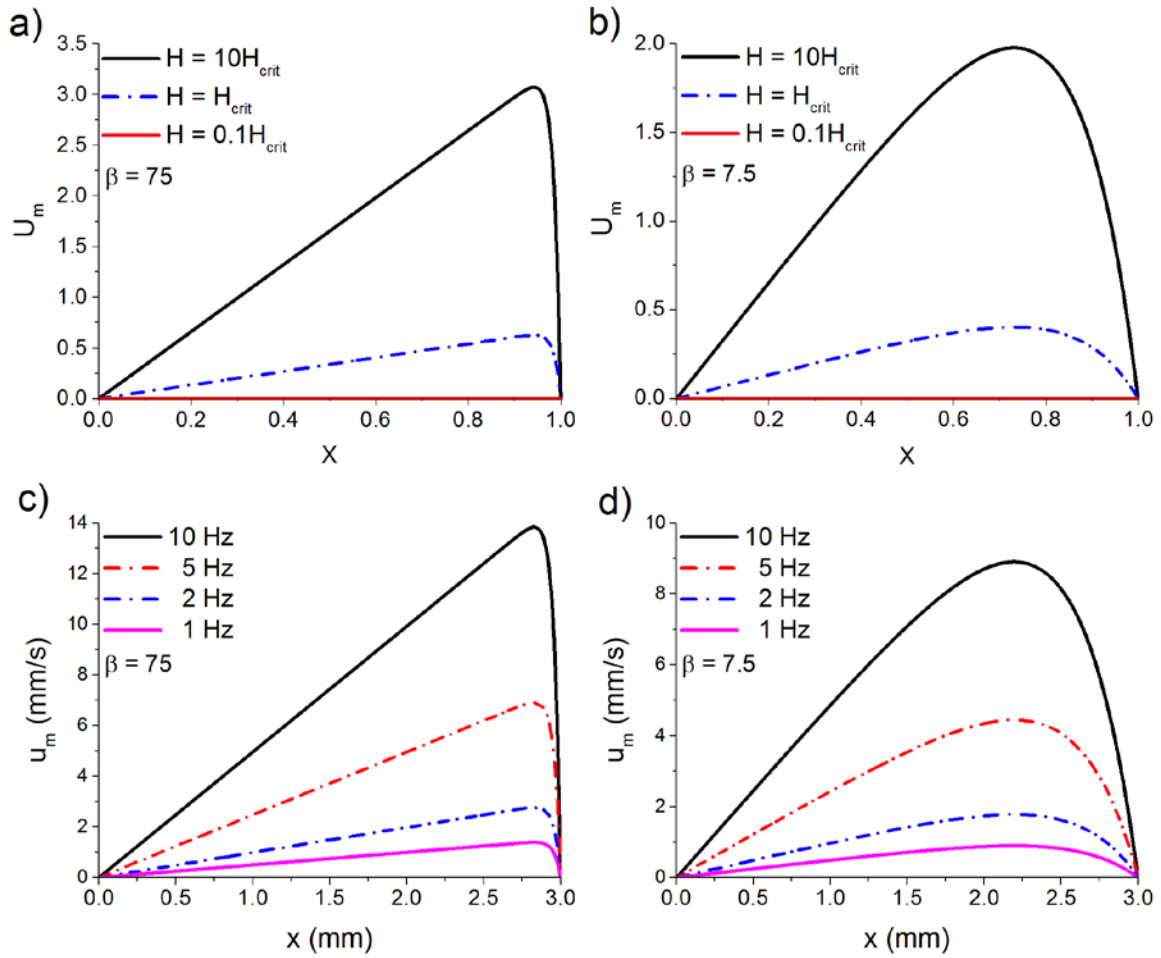 a)
3.5
3.0
2.5
2.0
1.5
1.0
0.5
0.0
U_m
H = 10H_crit
H = H_crit
H = 0.1H_crit
β = 75
0.0 0.2 0.4 0.6 0.8 1.0
X
b)
2.0
1.5
1.0
0.5
0.0
U_m
H = 10H_crit
H = H_crit
H = 0.1H_crit
β = 7.5
0.0 0.2 0.4 0.6 0.8 1.0
X
c)
14
12
10
8
6
4
2
0
u_m (mm/s)
10 Hz
5 Hz
2 Hz
1 Hz
β = 75
0.0 0.5 1.0 1.5 2.0 2.5 3.0
x (mm)
d)
10
8
6
4
2
0
u_m (mm/s)
10 Hz
5 Hz
2 Hz
1 Hz
β = 7.5
0.0 0.5 1.0 1.5 2.0 2.5 3.0
x (mm)